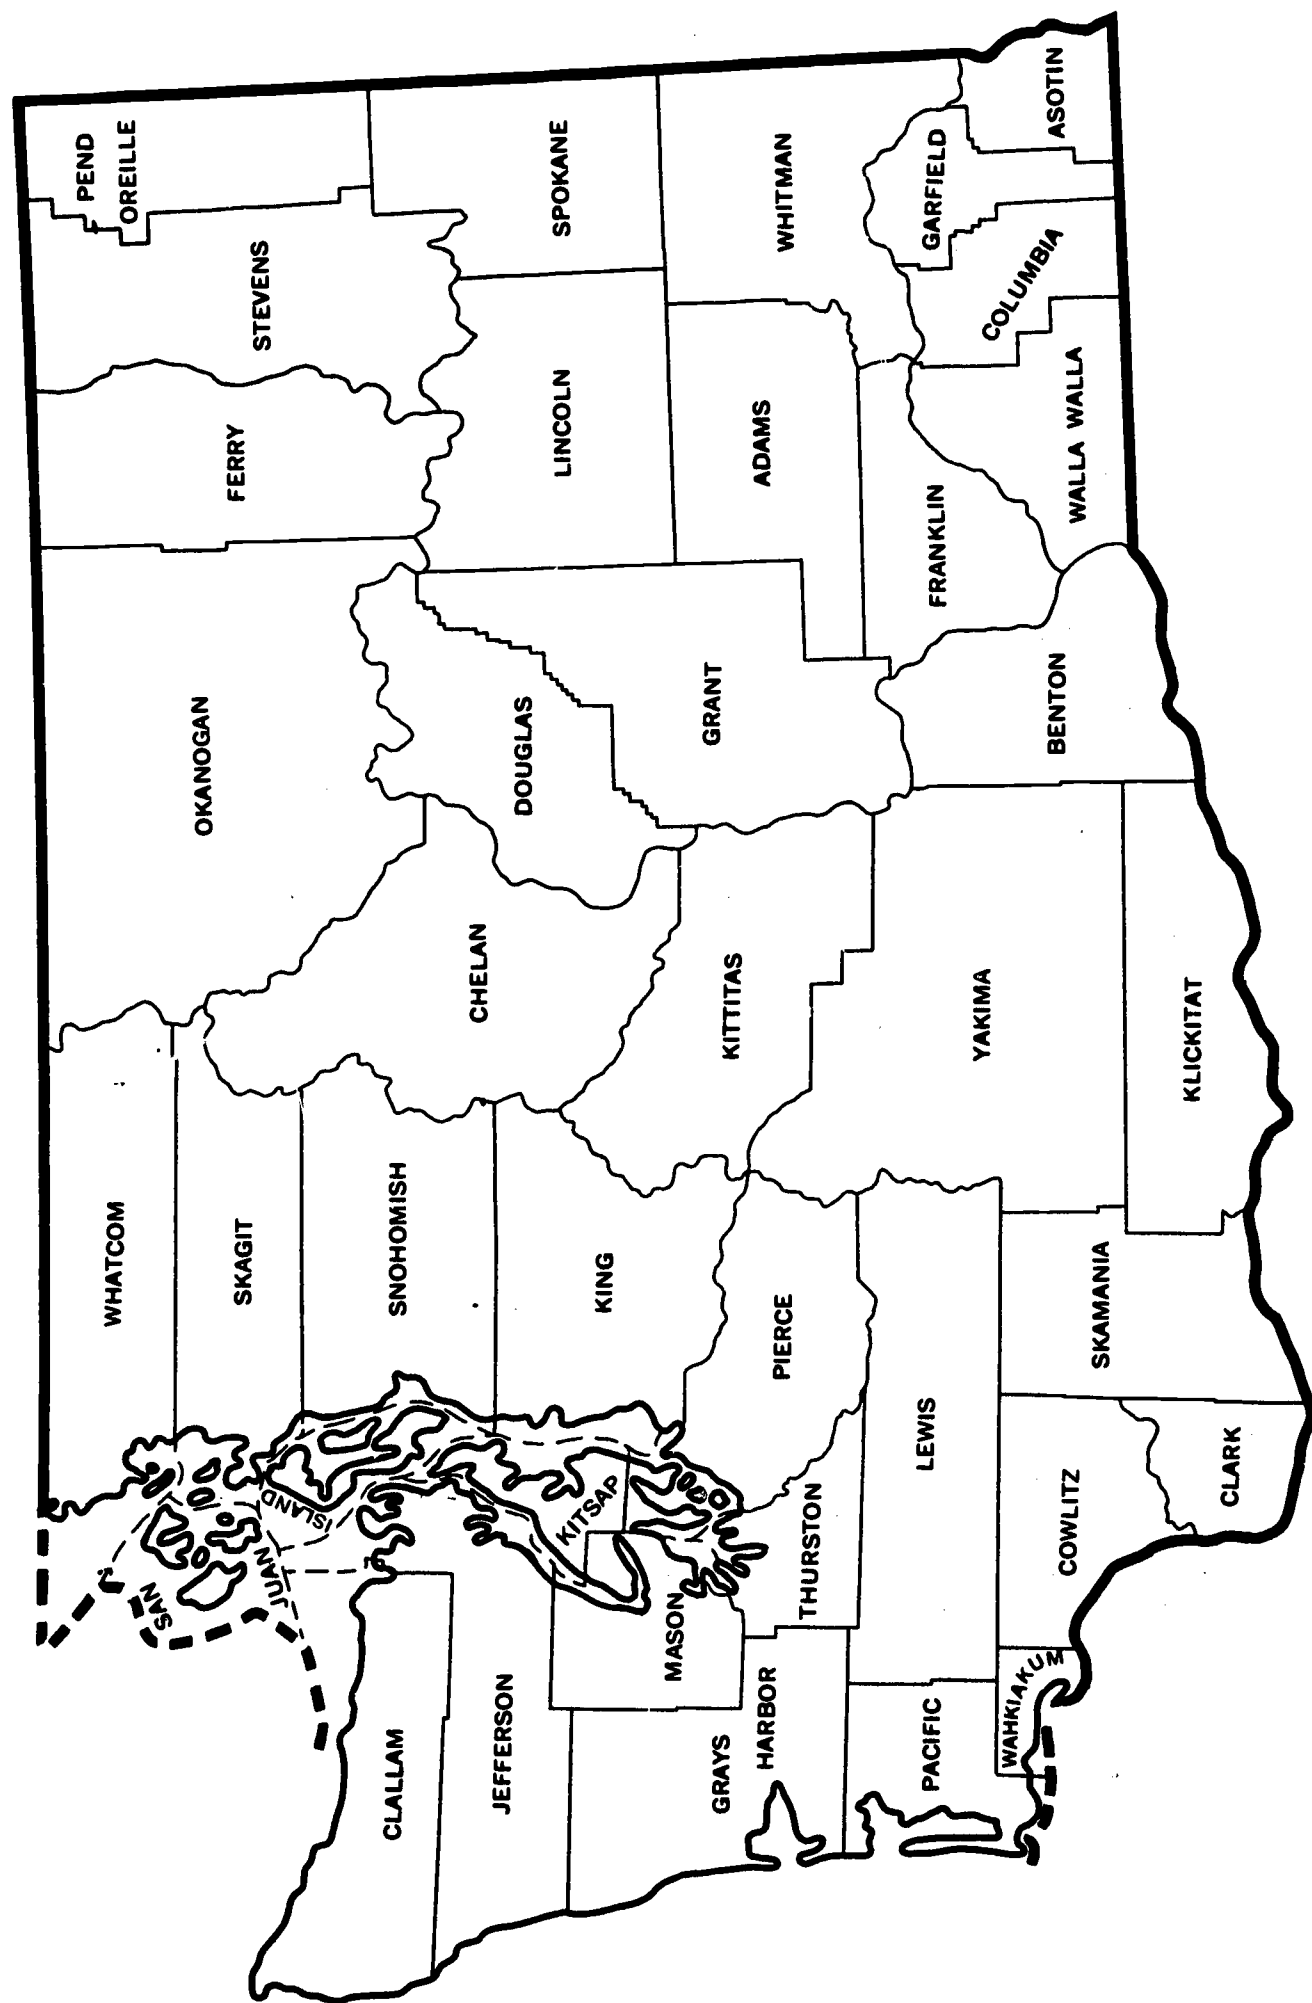 WHATCOM
SKAGIT
SNOHOMISH
KING
PIERCE
LEWIS
SKAMANIA
COWLITZ
CLARK
SAN
JUAN
ISLAND
KITSAP
MASON
THURSTON
CLALLAM
JEFFERSON
GRAYS
HARBOR
PACIFIC
WAHKIAKUM
OKANOGAN
CHELAN
DOUGLAS
KITTITAS
GRANT
YAKIMA
KLICKITAT
BENTON
FERRY
STEVENS
PEND
OREILLE
LINCOLN
SPOKANE
ADAMS
WHITMAN
FRANKLIN
WALLA WALLA
COLUMBIA
GARFIELD
ASOTIN